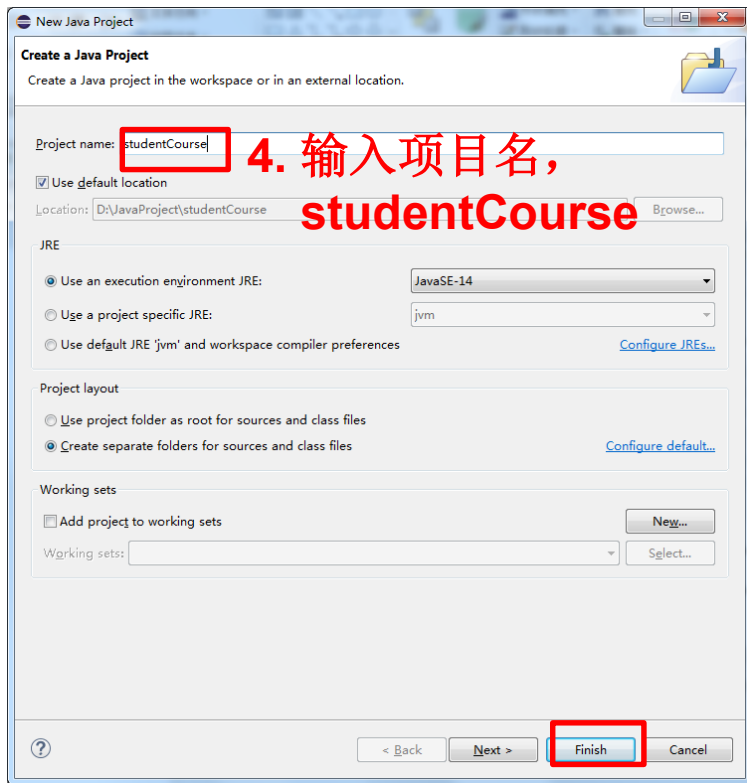 New Java Project
Create a Java Project
Create a Java project in the workspace or in an external location.
Project name: studentCourse
4. 输入项目名，
studentCourse
Use default location
Location: D:\JavaProject\studentCourse Browse...
JRE
Use an execution environment JRE: JavaSE-14
Use a project specific JRE: jvm
Use default JRE 'jvm' and workspace compiler preferences Configure JREs...
Project layout
Use project folder as root for sources and class files
Create separate folders for sources and class files Configure default...
Working sets
Add project to working sets New...
Working sets: Select...
? < Back Next > Finish Cancel